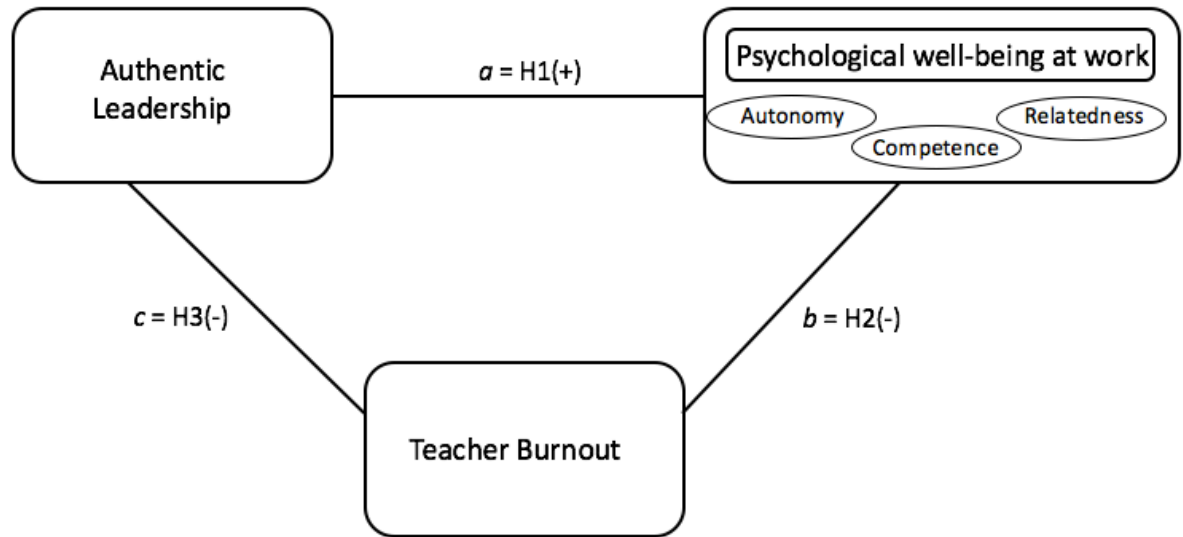 Authentic
Leadership
a = H1(+)
Psychological well-being at work
Autonomy
Relatedness
Competence
c = H3(-)
b = H2(-)
Teacher Burnout